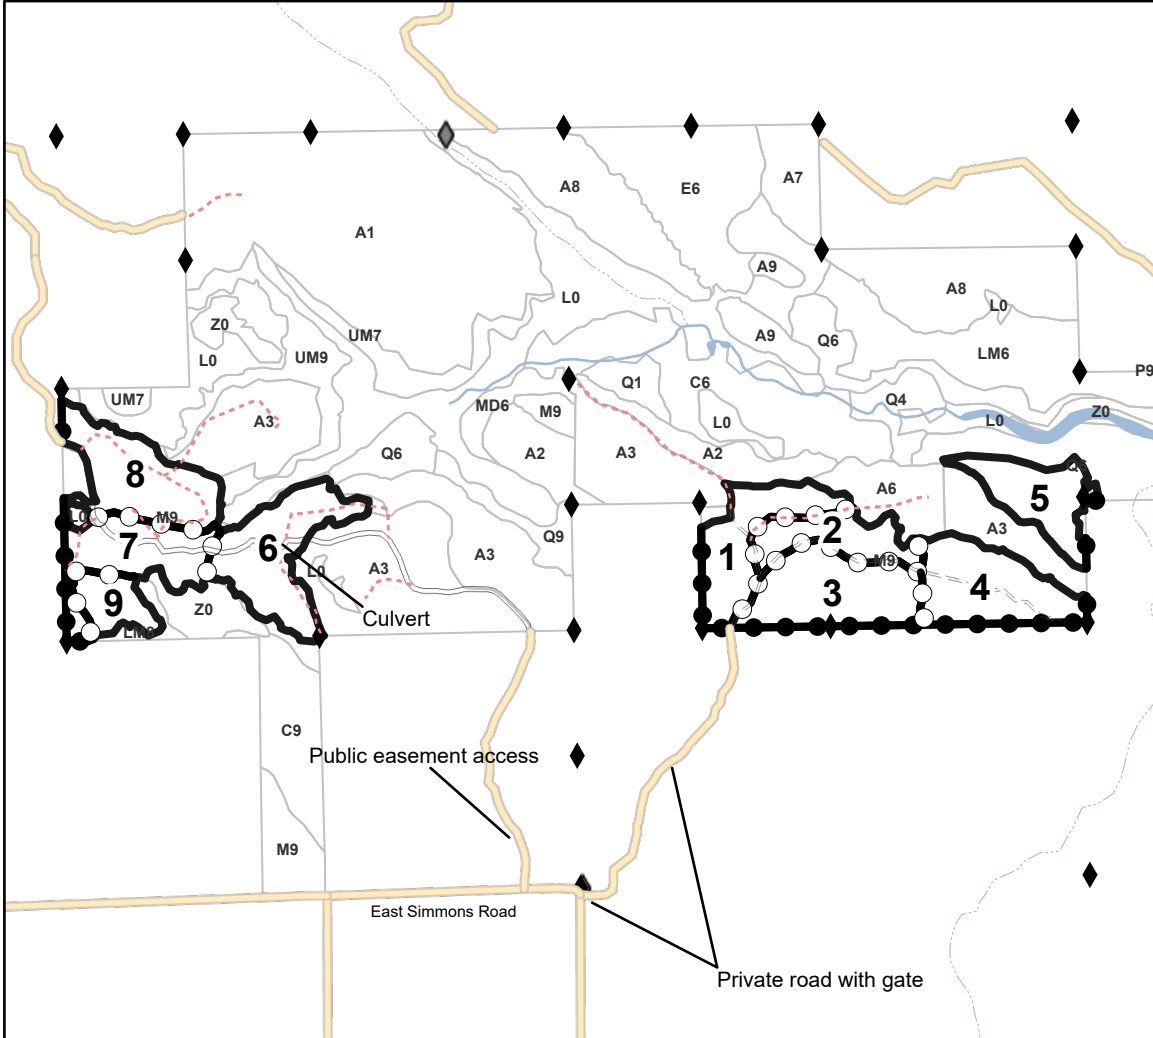 A7
A8
E6
A1
A9
A8
L0
L0
Z0
A9
UM7
Q6
L0
UM9
LM6
P9
Q1
C6
UM7
Q4
MD6
M9
Z0
A3
L0
L0
Q6
A2
A3
A2
8
A6
5
L0
M9
A3
2
7
6
Q9
1
A3
M9
L0
A3
4
9
3
Z0
Culvert
C9
Public easement access
M9
East Simmons Road
Private road with gate